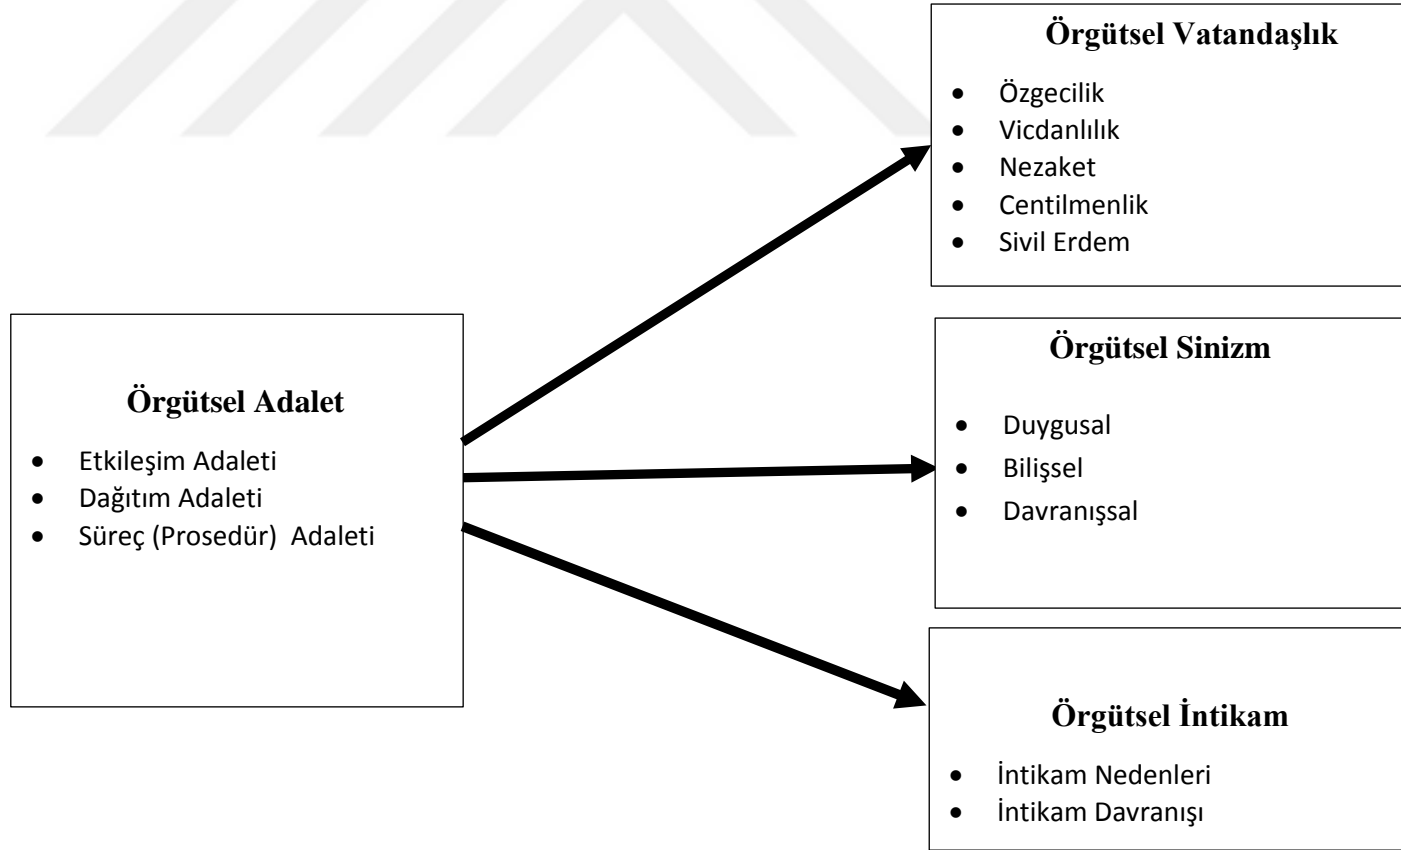 Örgütsel Vatandaşlık
• Özgecilik
• Vicdanlılık
• Nezaket
• Centilmenlik
• Sivil Erdem
Örgütsel Adalet
• Etkileşim Adaleti
• Dağıtım Adaleti
• Süreç (Prosedür) Adaleti
Örgütsel Sinizm
• Duygusal
• Bilişsel
• Davranışsal
Örgütsel İntikam
• İntikam Nedenleri
• İntikam Davranışı